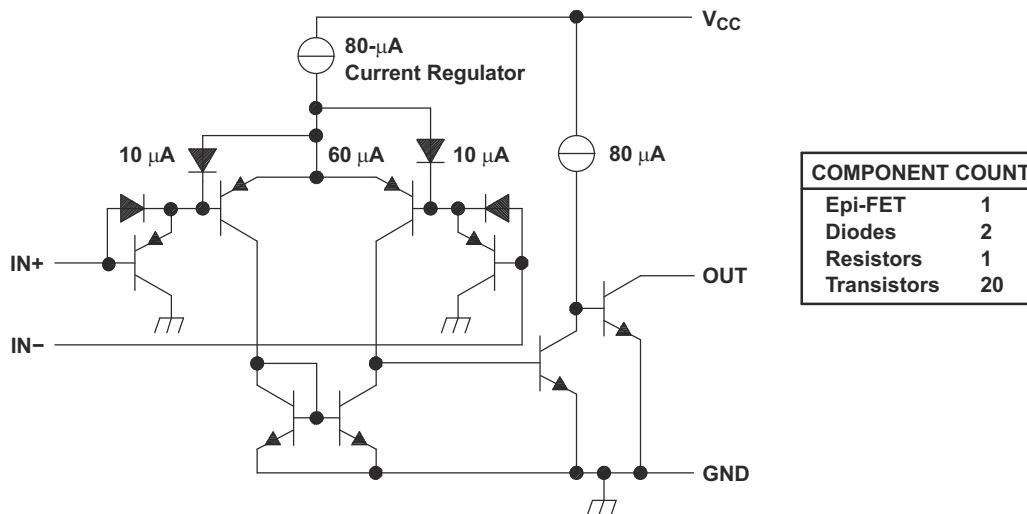 V_CC
80-μA
Current Regulator
10 μA
60 μA
10 μA
80 μA
COMPONENT COUNT
Epi-FET 1
Diodes 2
Resistors 1
Transistors 20
IN+
OUT
IN−
GND